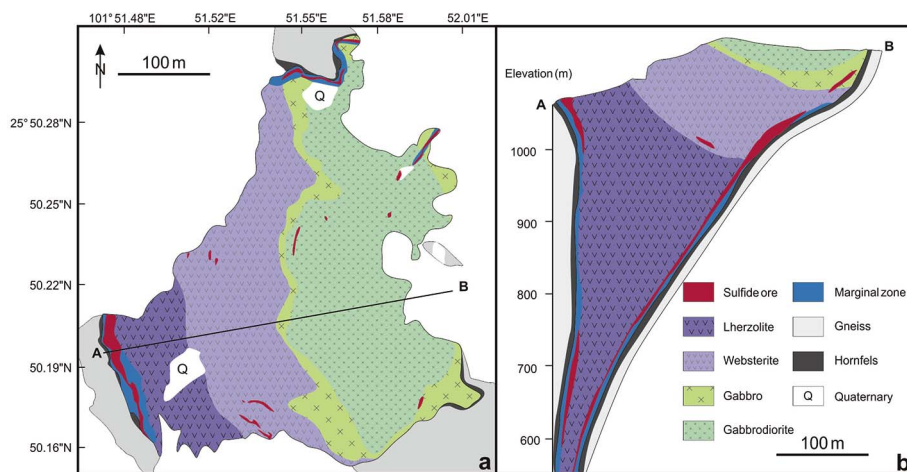 101° 51.48"E 51.52 51.55 51.58 52.01"E
N
100 m
25° 50.28"N
50.25"N
50.22"N
50.19"N
50.16"N
Q
Q
A
B
a
Elevation (m)
A
B
1000
900
800
700
600
Sulfide ore
Lherzolite
Websterite
Gabbro
Gabbrodiorite
Marginal zone
Gneiss
Hornfels
Q Quaternary
100 m
b